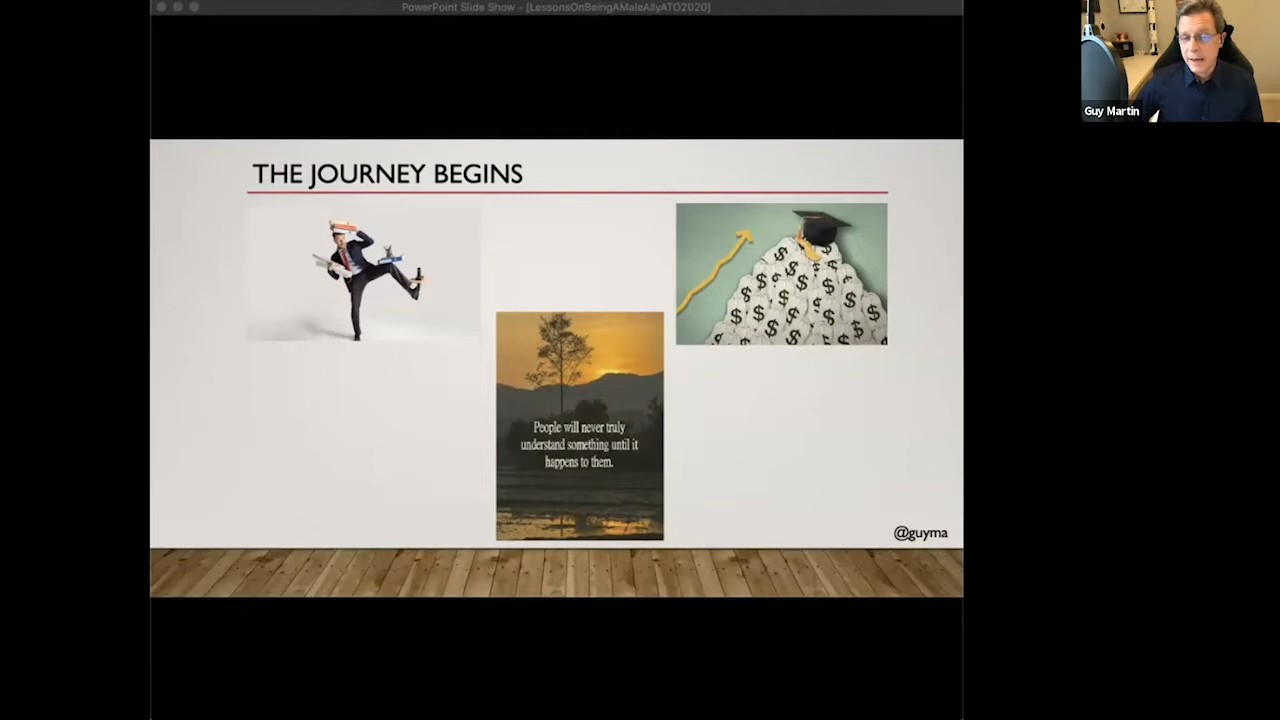 PowerPoint Slide Show - [LessonsOnBeingAMaleAllyATO2020]
Guy Martin
THE JOURNEY BEGINS
People will never truly
understand something until it
happens to them.
@guyma